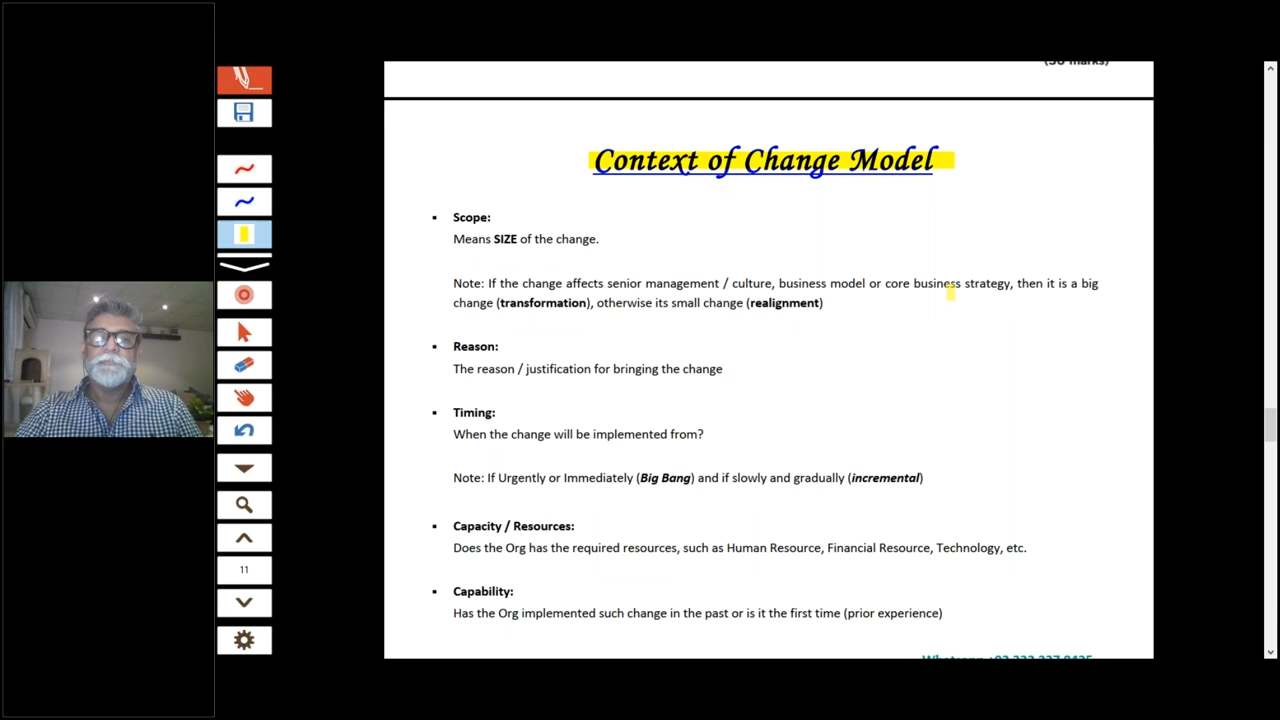 (30 marks)
Context of Change Model
▪ Scope:
Means SIZE of the change.
Note: If the change affects senior management / culture, business model or core business strategy, then it is a big
change (transformation), otherwise its small change (realignment)
▪ Reason:
The reason / justification for bringing the change
▪ Timing:
When the change will be implemented from?
Note: If Urgently or Immediately (Big Bang) and if slowly and gradually (incremental)
▪ Capacity / Resources:
Does the Org has the required resources, such as Human Resource, Financial Resource, Technology, etc.
▪ Capability:
Has the Org implemented such change in the past or is it the first time (prior experience)
11